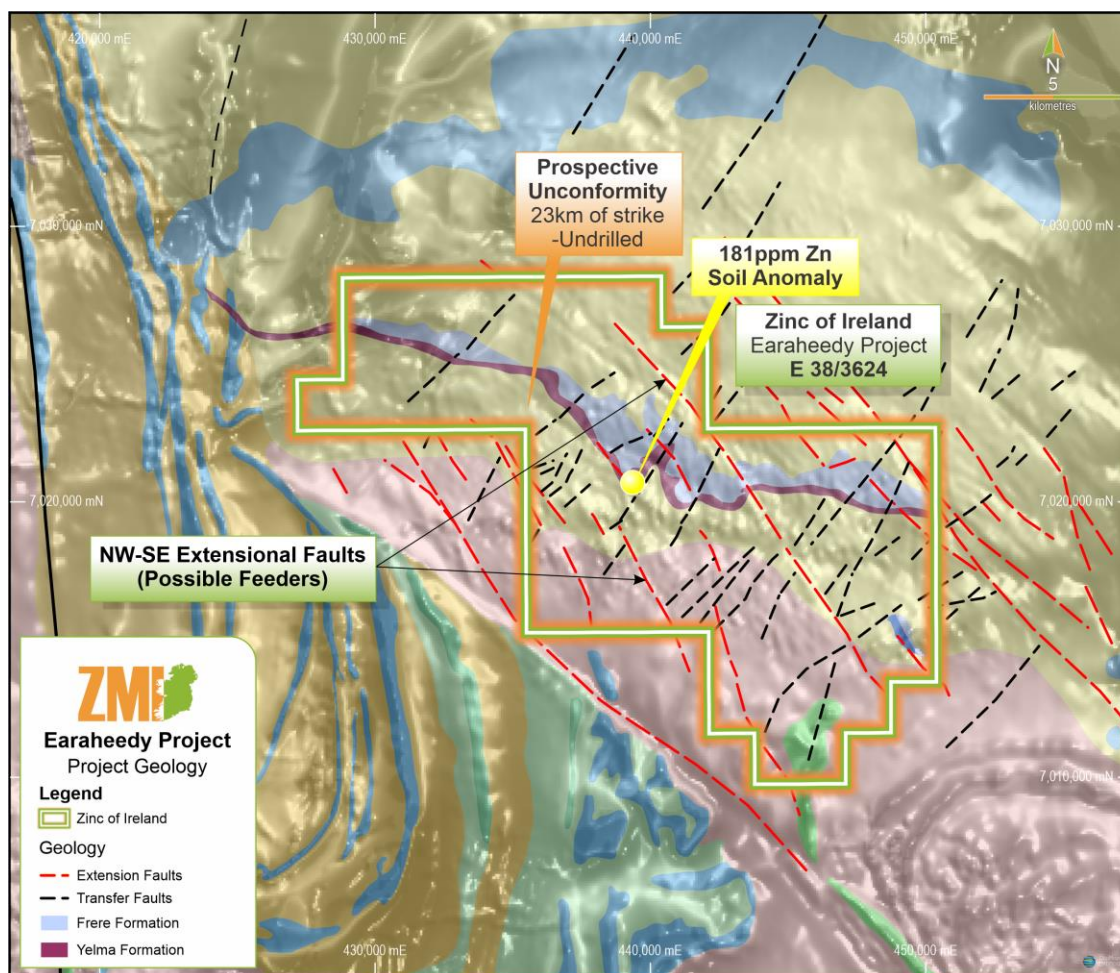 420,000 mE
430,000 mE
440,000 mE
450,000 mE
N
5
kilometres
7,030,000 mN
7,030,000 mN
Prospective
Unconformity
23km of strike
-Undrilled
181ppm Zn
Soil Anomaly
Zinc of Ireland
Earaheedy Project
E 38/3624
7,020,000 mN
7,020,000 mN
NW-SE Extensional Faults
(Possible Feeders)
ZMI
Earaheedy Project
Project Geology
Legend
Zinc of Ireland
Geology
Extension Faults
Transfer Faults
Frere Formation
Yelma Formation
7,010,000 mN
430,000 mE
440,000 mE
450,000 mE